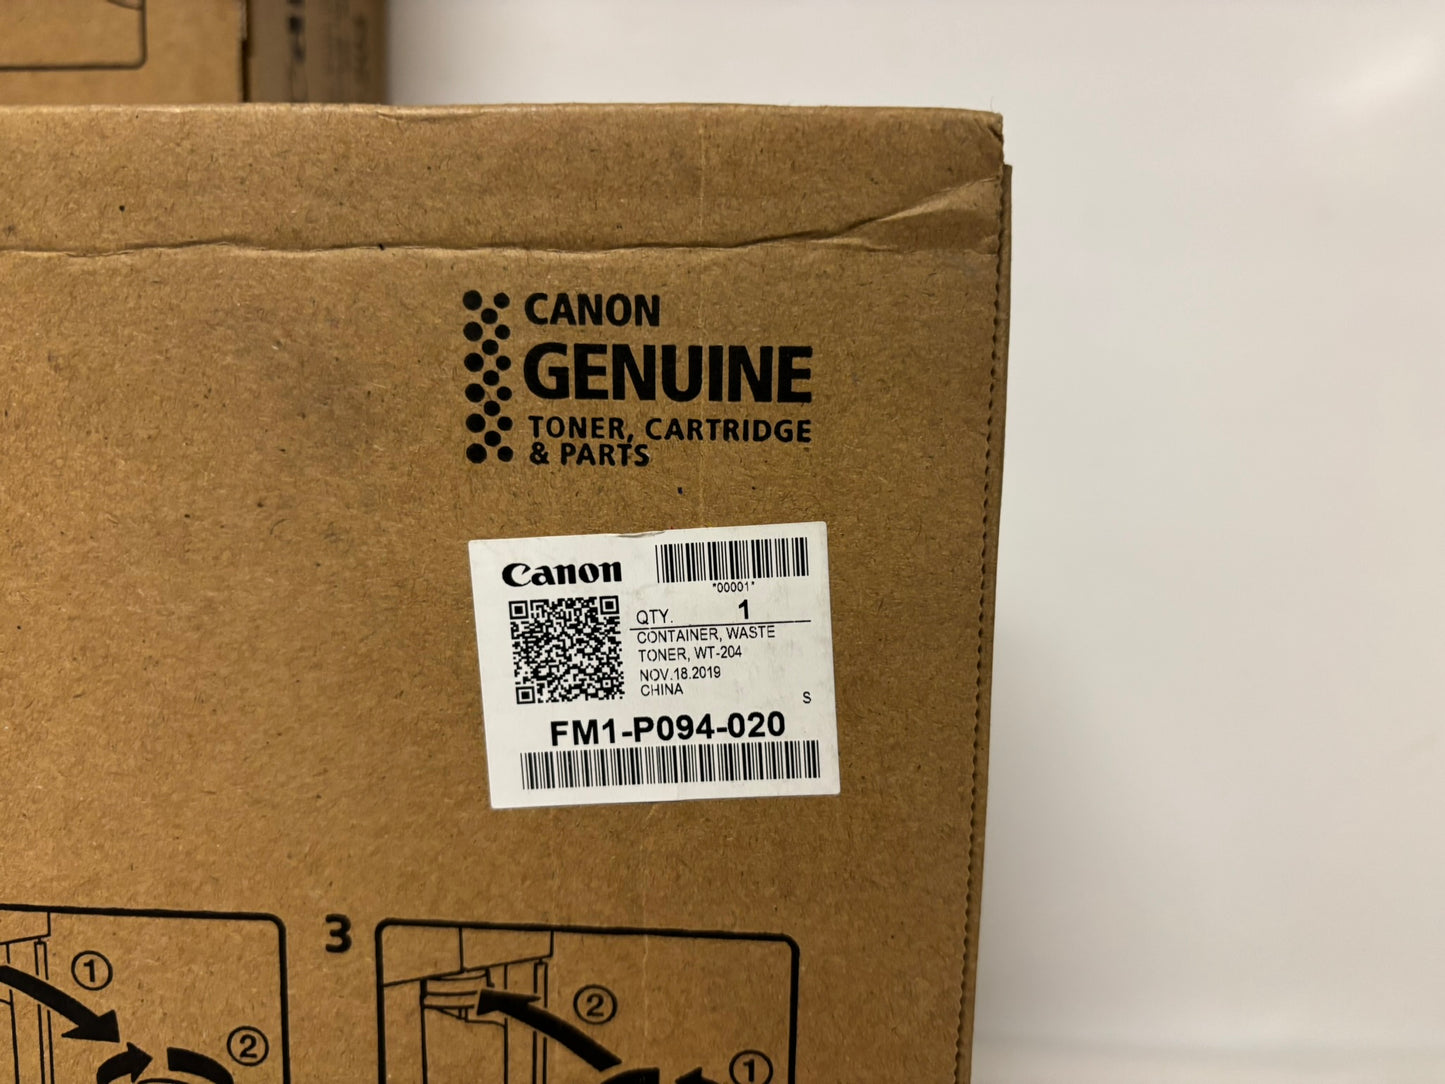 CANON
GENUINE
TONER, CARTRIDGE
& PARTS
Canon
*00001*
QTY. 1
CONTAINER, WASTE
TONER, WT-204
NOV.18.2019
CHINA
S
FM1-P094-020
3
①
②
②
①